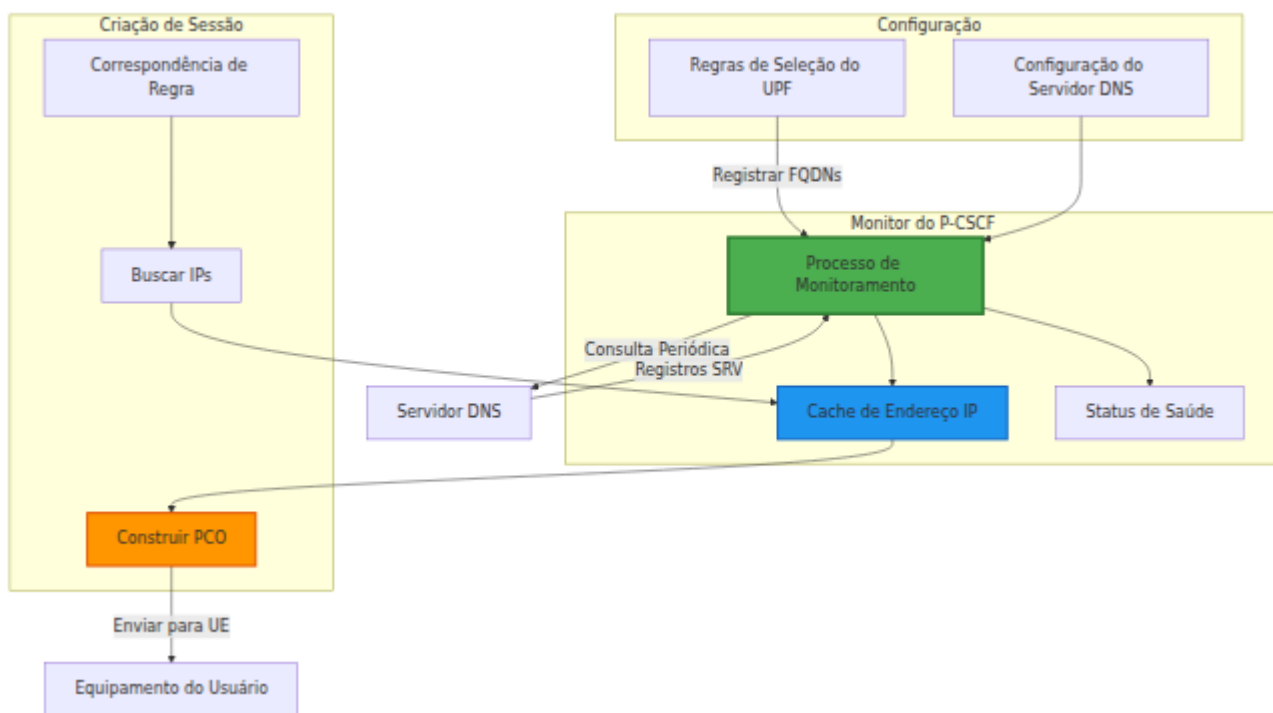 Criação de Sessão
Configuração
Correspondência de
Regra
Regras de Seleção do
UPF
Configuração do
Servidor DNS
Registrar FQDNs
Monitor do P-CSCF
Buscar IPs
Processo de
Monitoramento
Consulta Periódica
Registros SRV
Servidor DNS
Cache de Endereço IP
Status de Saúde
Construir PCO
Enviar para UE
Equipamento do Usuário